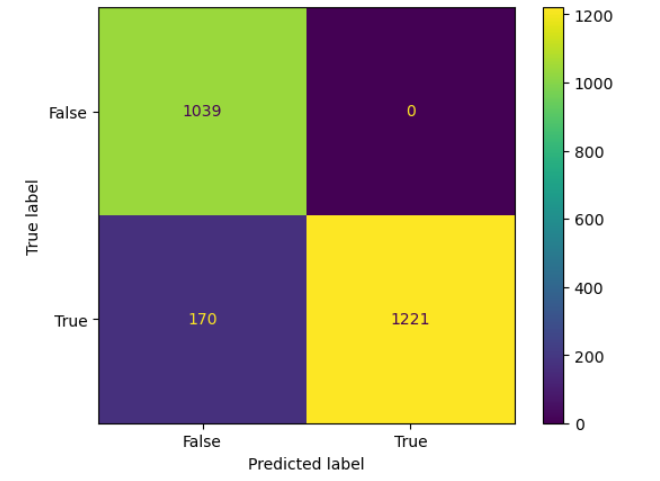 1200
1000
800
600
400
200
0
True label
False
True
1039
0
170
1221
False
True
Predicted label